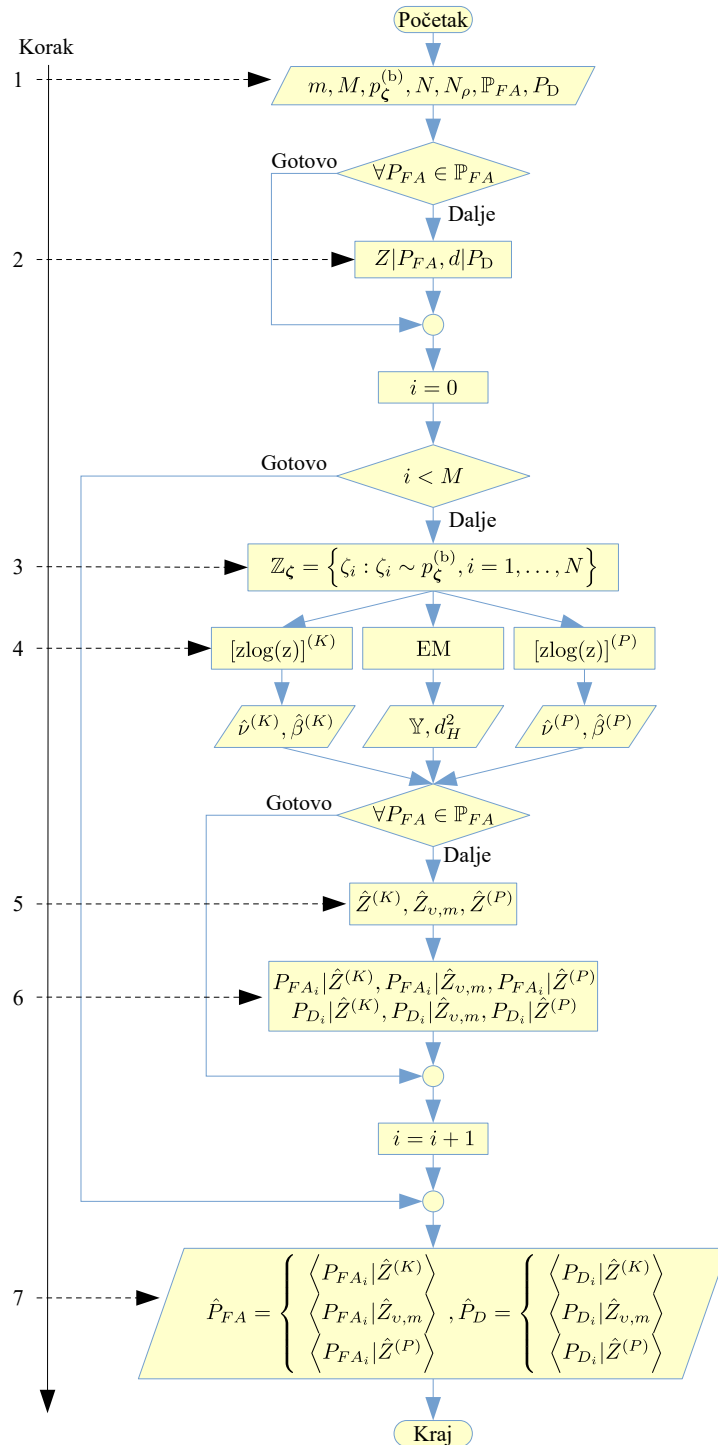 Početak
Korak
1
m, M, p_ζ^(b), N, N_ρ, ℙ_FA, P_D
Gotovo
∀P_FA ∈ ℙ_FA
Dalje
2
Z|P_FA, d|P_D
i = 0
Gotovo
i < M
Dalje
3
ℤ_ζ = {ζ_i : ζ_i ∼ p_ζ^(b), i = 1, . . . , N}
4
[zlog(z)]^(K)
EM
[zlog(z)]^(P)
ν̂^(K), β̂^(K)
𝕐, d_H^2
ν̂^(P), β̂^(P)
Gotovo
∀P_FA ∈ ℙ_FA
Dalje
5
Ẑ^(K), Ẑ_υ,m, Ẑ^(P)
6
P_FA_i|Ẑ^(K), P_FA_i|Ẑ_υ,m, P_FA_i|Ẑ^(P)
P_D_i|Ẑ^(K), P_D_i|Ẑ_υ,m, P_D_i|Ẑ^(P)
i = i + 1
7
P̂_FA = { ⟨P_FA_i|Ẑ^(K)⟩ ⟨P_FA_i|Ẑ_υ,m⟩ ⟨P_FA_i|Ẑ^(P)⟩ , P̂_D = { ⟨P_D_i|Ẑ^(K)⟩ ⟨P_D_i|Ẑ_υ,m⟩ ⟨P_D_i|Ẑ^(P)⟩
Kraj